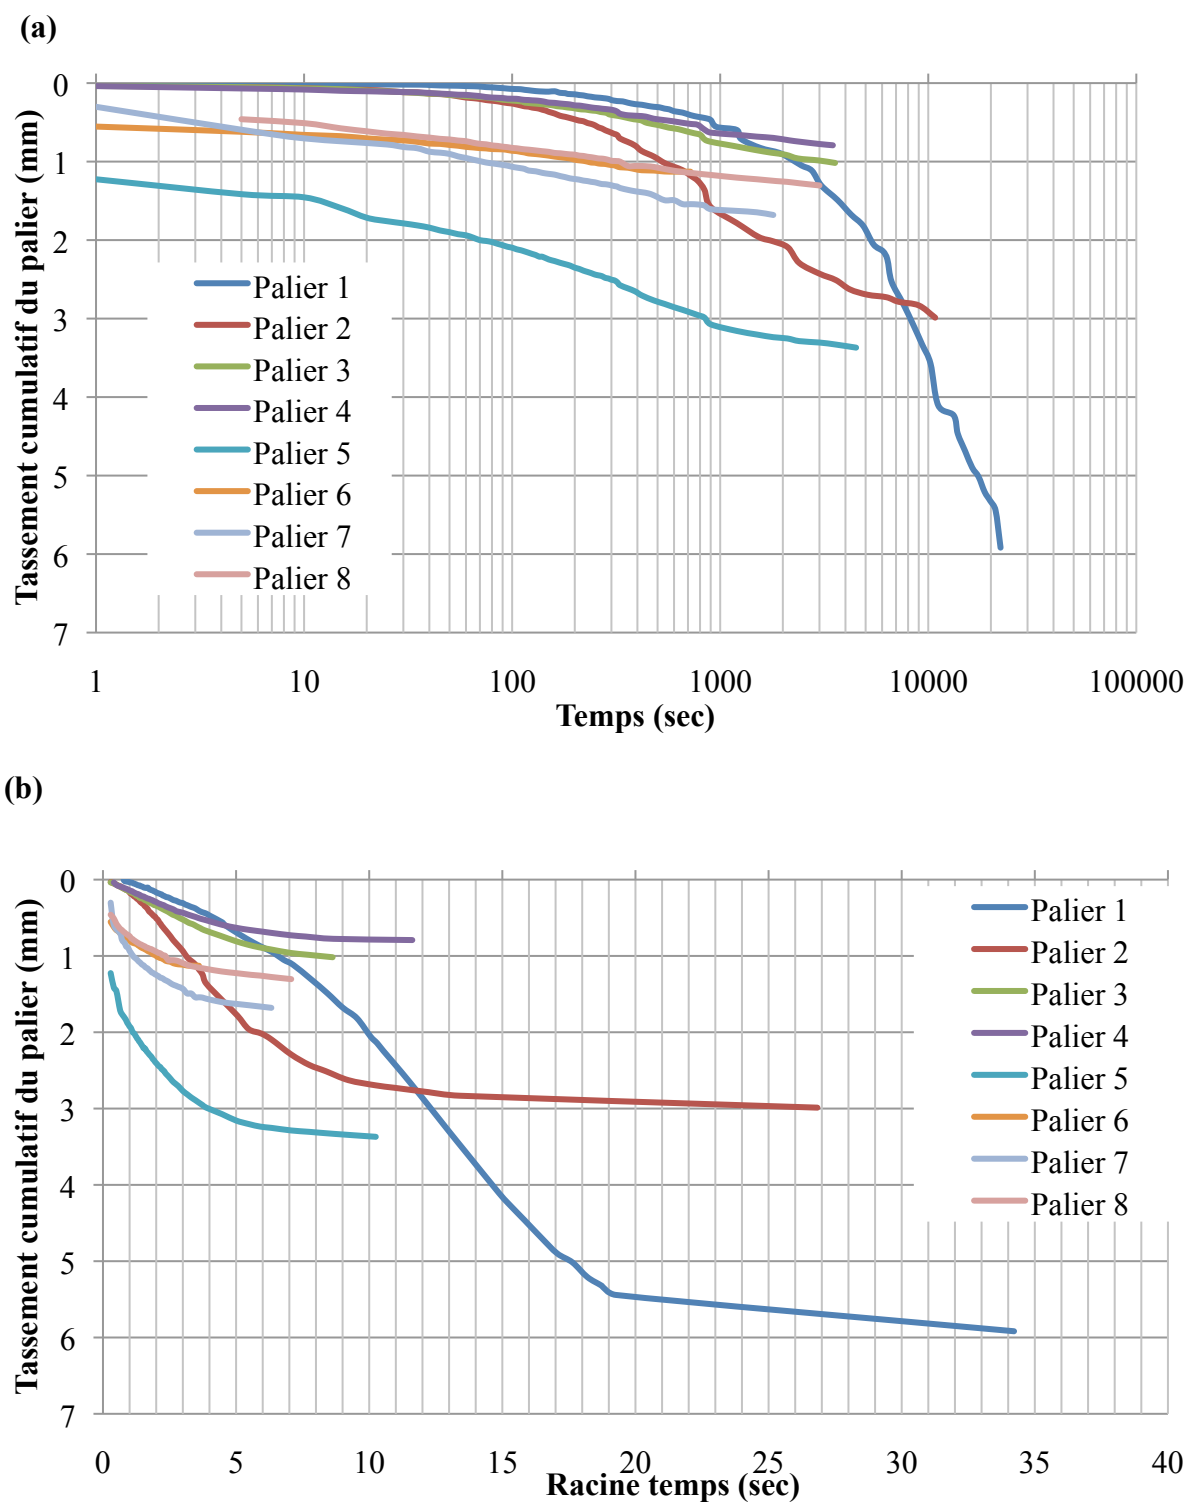 (a)
0
1
2
3
4
5
6
7
Tassement cumulatif du palier (mm)
Palier 1
Palier 2
Palier 3
Palier 4
Palier 5
Palier 6
Palier 7
Palier 8
1 10 100 1000 10000 100000
Temps (sec)
(b)
0
1
2
3
4
5
6
7
Tassement cumulatif du palier (mm)
Palier 1
Palier 2
Palier 3
Palier 4
Palier 5
Palier 6
Palier 7
Palier 8
0 5 10 15 20 25 30 35 40
Racine temps (sec)